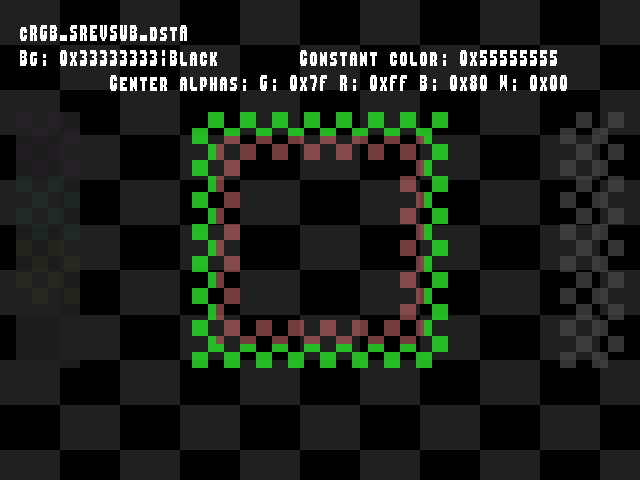 cRGB_SREVSUB_dstA
Bg: 0x33333333¦Black Constant color: 0x55555555
Center alphas: G: 0x7f R: 0xff B: 0x80 W: 0x00